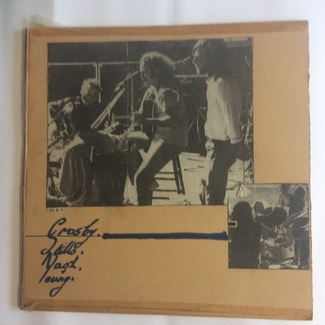 Crosby.
Stills.
Nash.
Young.